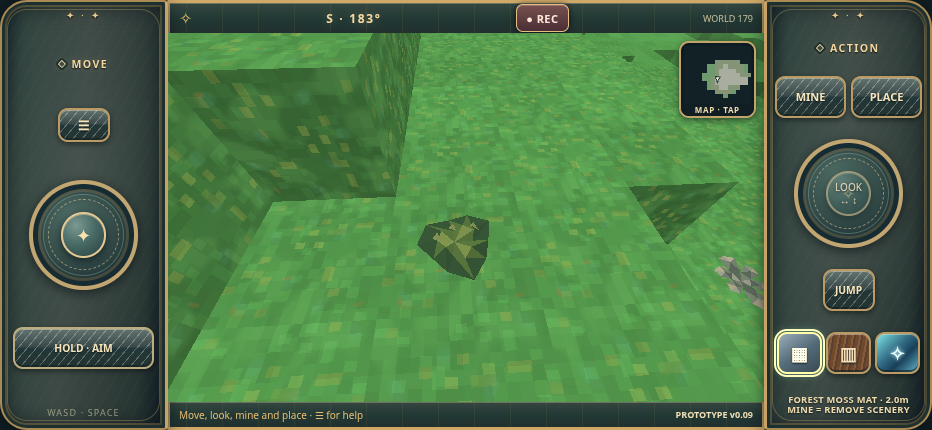 MOVE
☰
HOLD · AIM
WASD · SPACE
S · 183°
● REC
WORLD 179
MAP · TAP
Move, look, mine and place · ☰ for help
PROTOTYPE v0.09
ACTION
MINE
PLACE
LOOK
↔ ↕
JUMP
FOREST MOSS MAT · 2.0m
MINE = REMOVE SCENERY